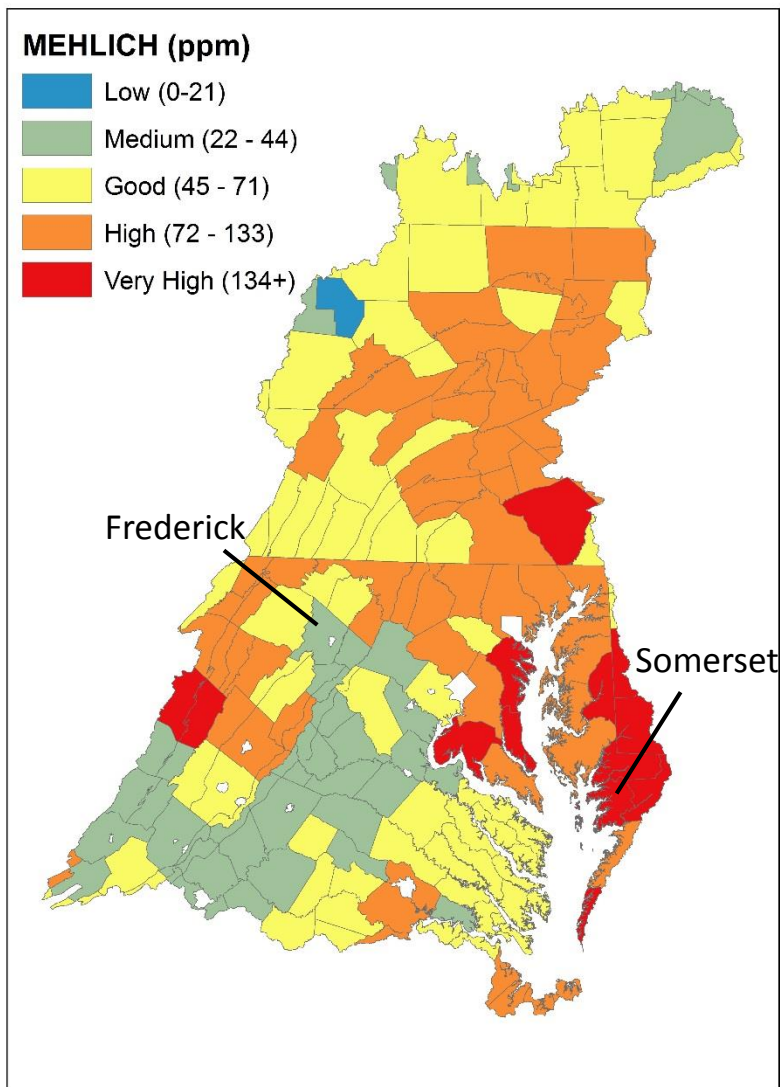 MEHLICH (ppm)
Low (0-21)
Medium (22 - 44)
Good (45 - 71)
High (72 - 133)
Very High (134+)
Frederick
Somerset